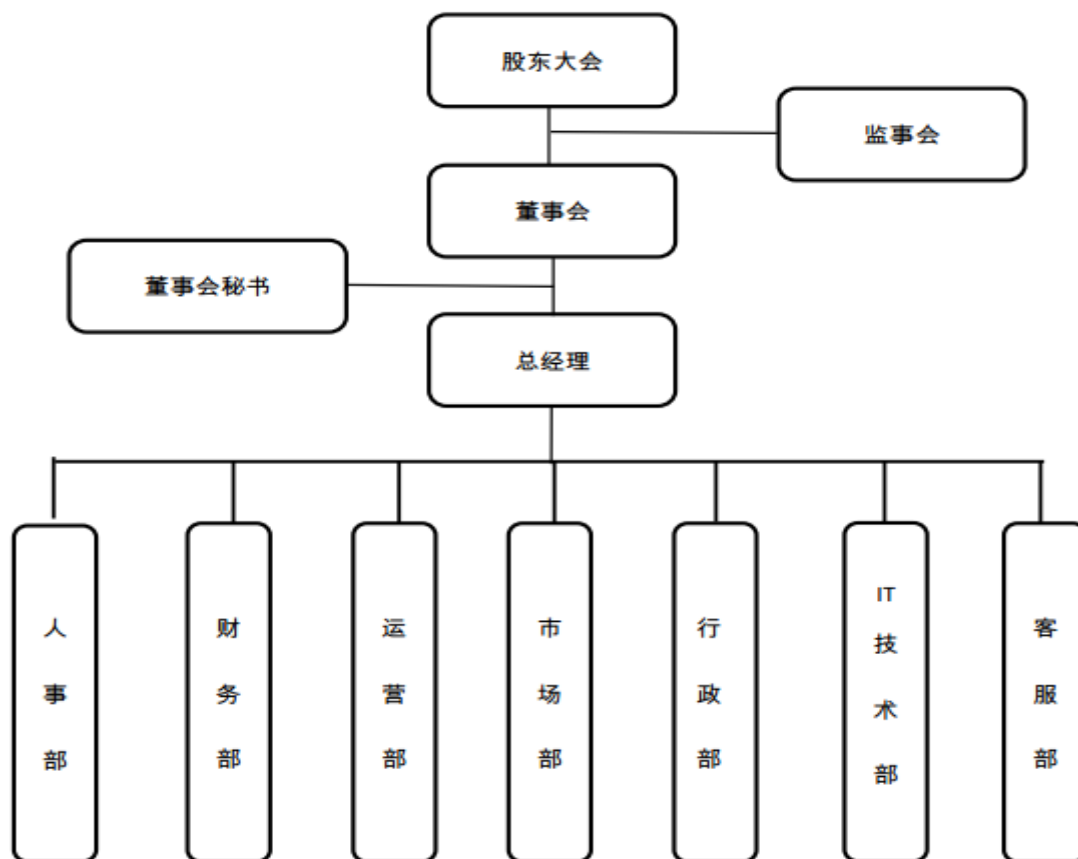 股东大会
监事会
董事会
董事会秘书
总经理
人事部
财务部
运营部
市场部
行政部
IT技术部
客服部